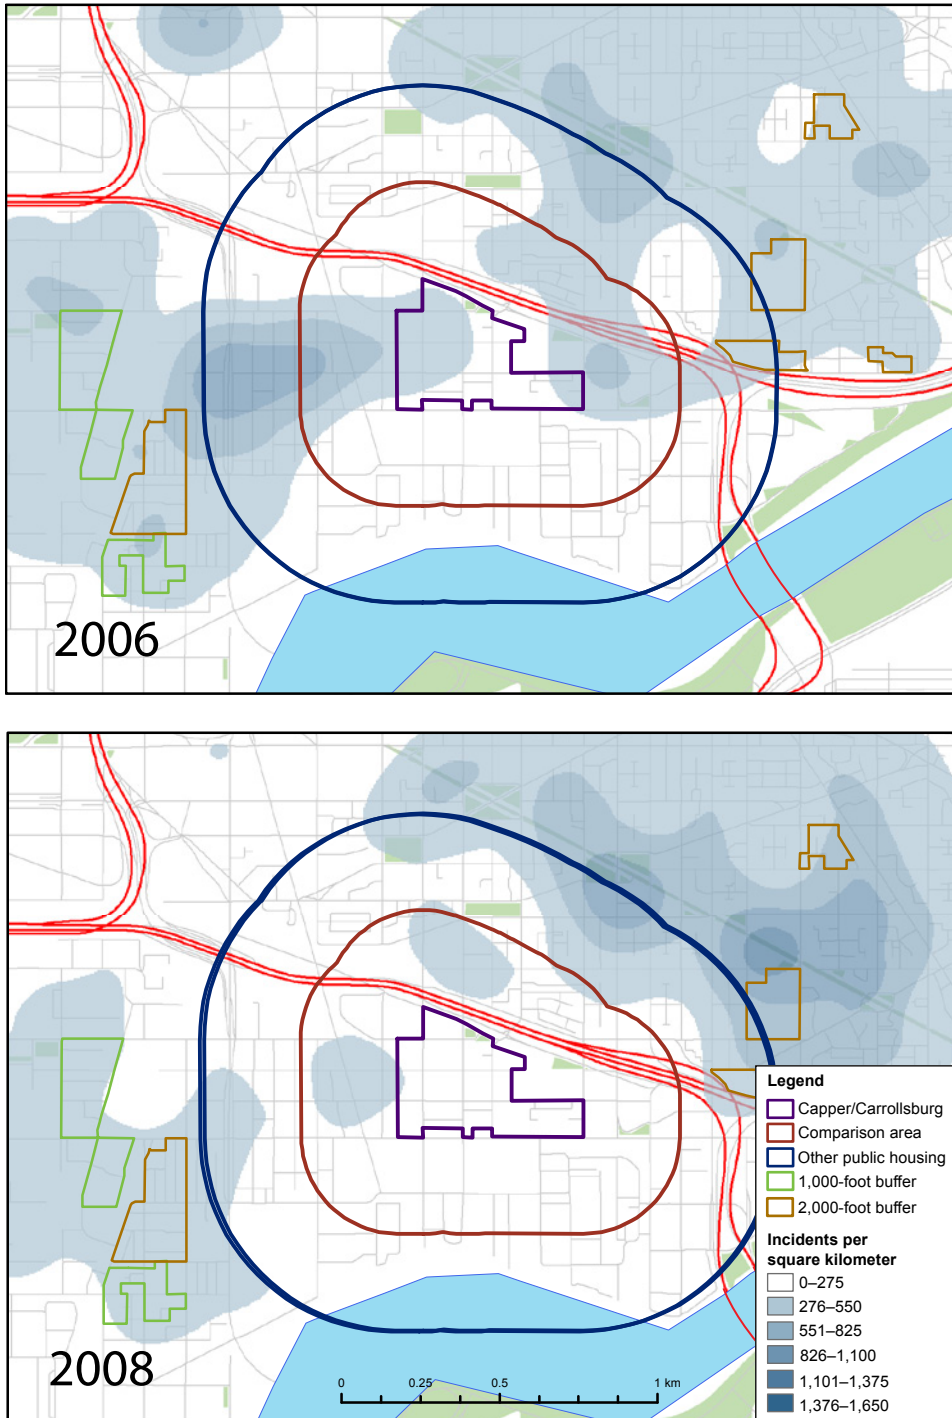 2006
2008
Legend
Capper/Carrollsburg
Comparison area
Other public housing
1,000-foot buffer
2,000-foot buffer
Incidents per
square kilometer
0–275
276–550
551–825
826–1,100
1,101–1,375
1,376–1,650
0 0.25 0.5 1 km